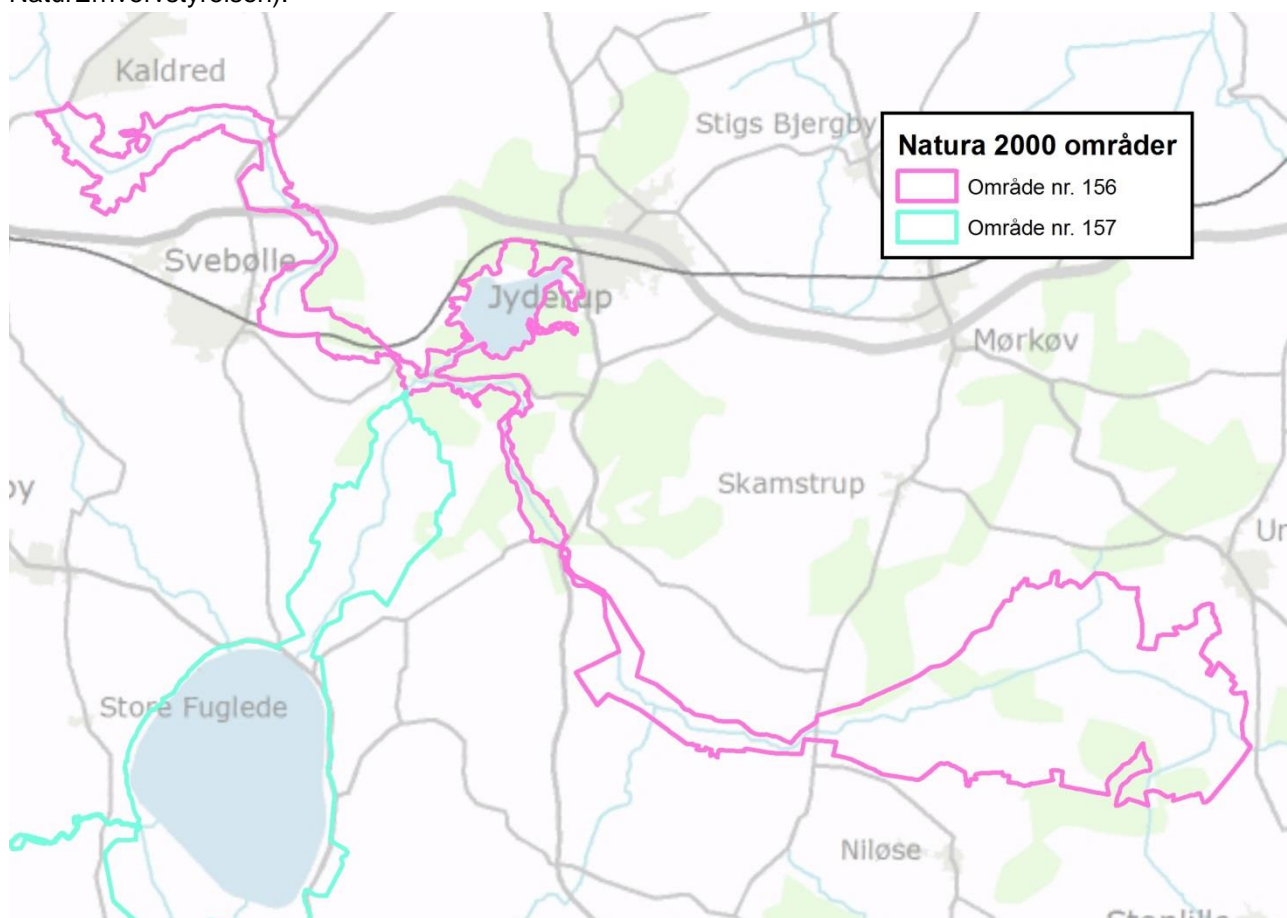 Kaldred
Stigs Bjergby
Natura 2000 områder
Område nr. 156
Område nr. 157
Svebølle
Jyderup
Mørkøv
Skamstrup
Store Fuglede
Niløse